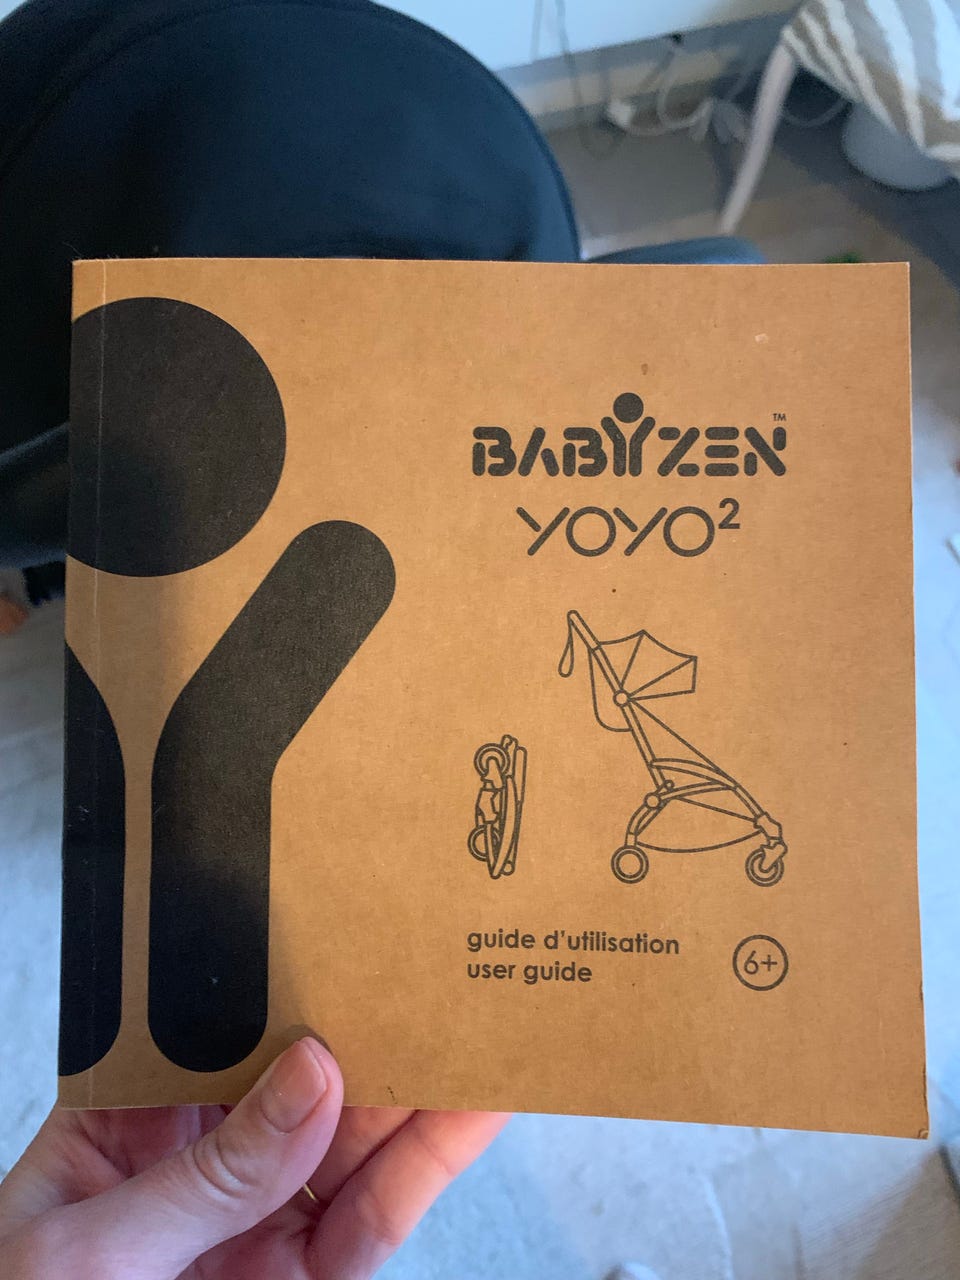 BABYZEN™
YOYO²
guide d'utilisation
user guide
6+